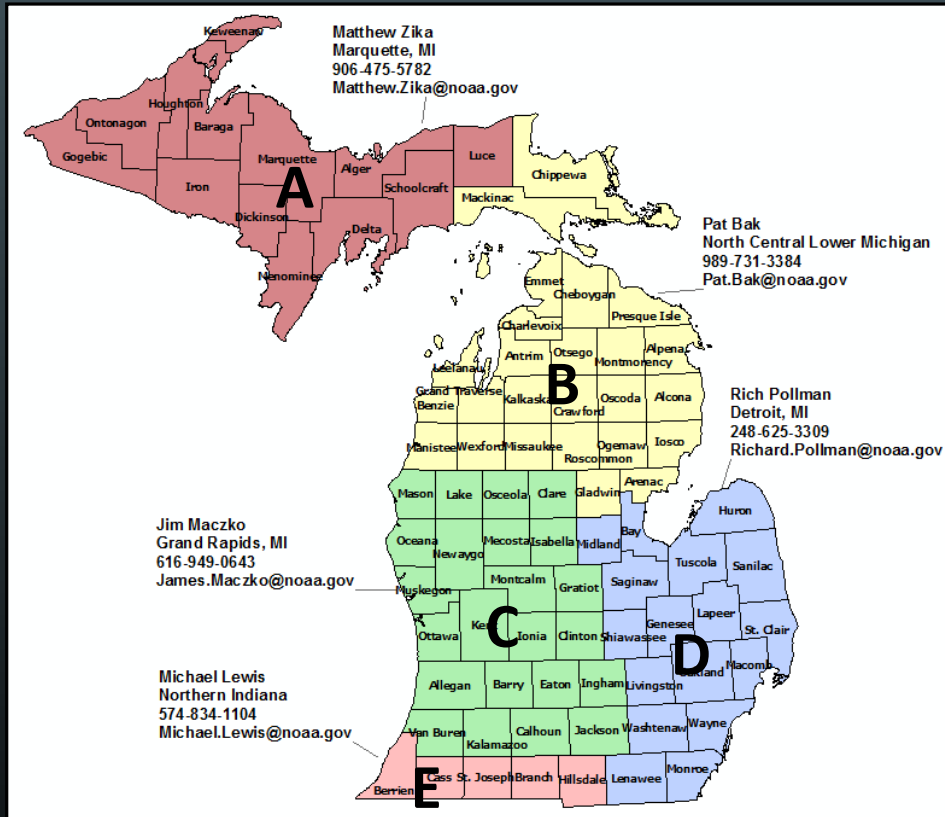 Keweenaw
Matthew Zika
Marquette, MI
906-475-5782
Matthew.Zika@noaa.gov
Houghton
Ontonagon
Baraga
Gogebic
Marquette
Alger
Luce
Iron
A
Schoolcraft
Chippewa
Mackinac
Dickinson
Delta
Menominee
Pat Bak
North Central Lower Michigan
989-731-3384
Pat.Bak@noaa.gov
Emmet
Cheboygan
Presque Isle
Charlevoix
Antrim
Otsego
Montmorency
Alpena
Leelanau
B
Grand Traverse
Benzie
Kalkaska
Crawford
Oscoda
Alcona
Rich Pollman
Detroit, MI
248-625-3309
Richard.Pollman@noaa.gov
Manistee
Wexford
Missaukee
Roscommon
Ogemaw
Iosco
Gladwin
Arenac
Mason
Lake
Osceola
Clare
Huron
Jim Maczko
Grand Rapids, MI
616-949-0643
James.Maczko@noaa.gov
Oceana
Newaygo
Mecosta
Isabella
Midland
Bay
Tuscola
Sanilac
Muskegon
Montcalm
Gratiot
Saginaw
Lapeer
Ottawa
Kent
C
Ionia
Clinton
Shiawassee
Genesee
St. Clair
D
Oakland
Macomb
Michael Lewis
Northern Indiana
574-834-1104
Michael.Lewis@noaa.gov
Allegan
Barry
Eaton
Ingham
Livingston
Van Buren
Kalamazoo
Calhoun
Jackson
Washtenaw
Wayne
Berrien
E
Cass
St. Joseph
Branch
Hillsdale
Lenawee
Monroe